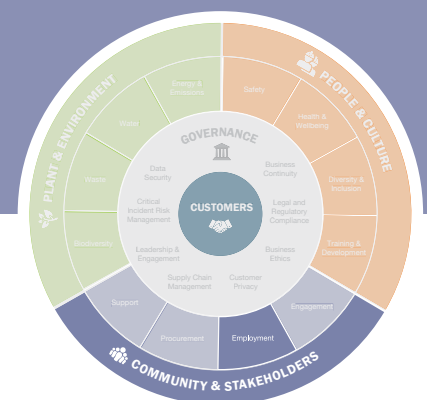 PLANT & ENVIRONMENT
Energy &
Emissions
Water
Waste
Biodiversity
PEOPLE & CULTURE
Safety
Health &
Wellbeing
Diversity &
Inclusion
Training &
Development
GOVERNANCE
Data
Security
Critical
Incident Risk
Management
Leadership &
Engagement
Supply Chain
Management
Customer
Privacy
Business
Ethics
Legal and
Regulatory
Compliance
Business
Continuity
CUSTOMERS
Support
Procurement
Employment
Engagement
COMMUNITY & STAKEHOLDERS